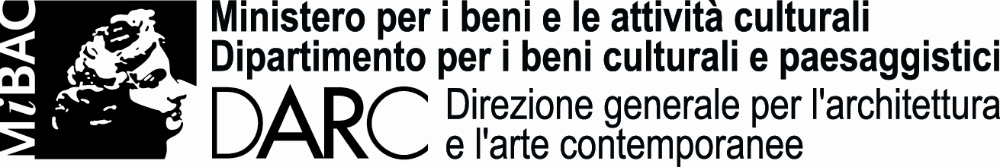 MiBAC
Ministero per i beni e le attività culturali
Dipartimento per i beni culturali e paesaggistici
DARC
Direzione generale per l'architettura
e l'arte contemporanee